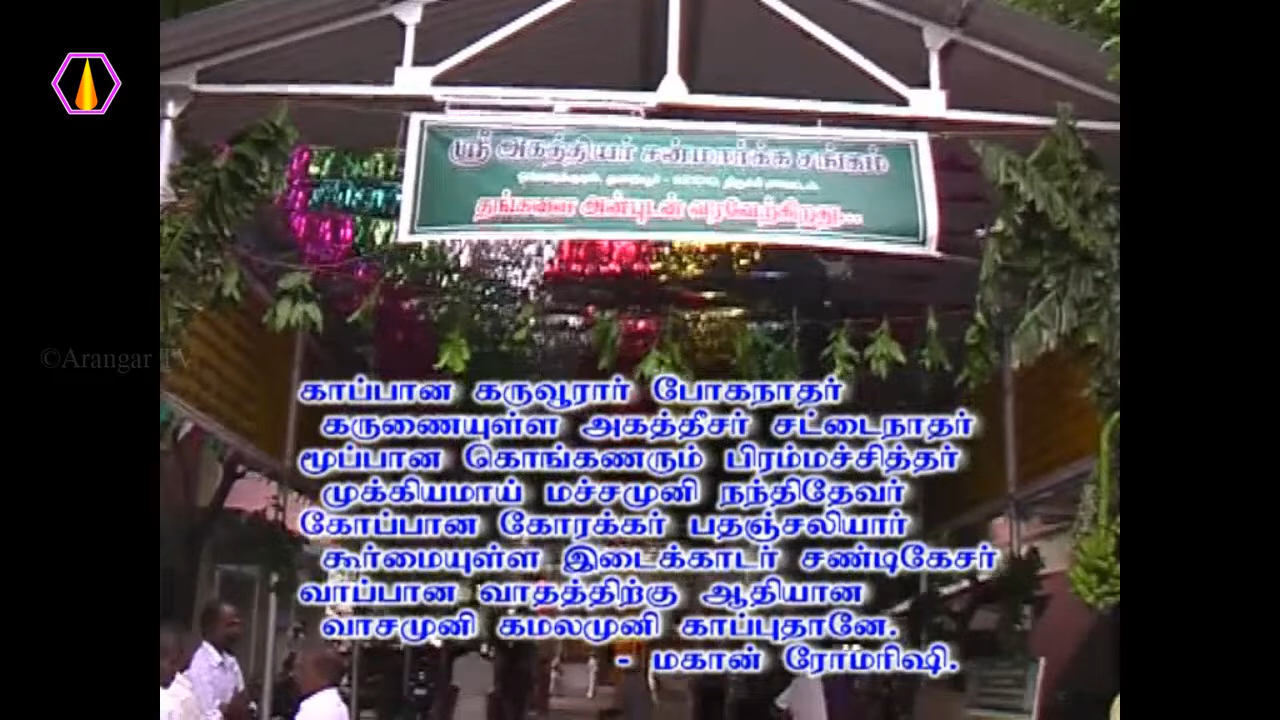 ஸ்ரீ அகத்தியர் சன்மார்க்க சங்கம்
தங்களை அன்புடன் வரவேற்கிறது...
©Arangar TV
காப்பான கருவூரார் போகநாதர்
கருணையுள்ள அகத்தீசர் சட்டைநாதர்
மூப்பான கொங்கணரும் பிரம்மச்சித்தர்
முக்கியமாய் மச்சமுனி நந்திதேவர்
கோப்பான கோரக்கர் பதஞ்சலியார்
கூர்மையுள்ள இடைக்காடர் சண்டிகேசர்
வாப்பான வாதத்திற்கு ஆதியான
வாசமுனி கமலமுனி காப்புதானே.
- மகான் ரோமரிஷி.